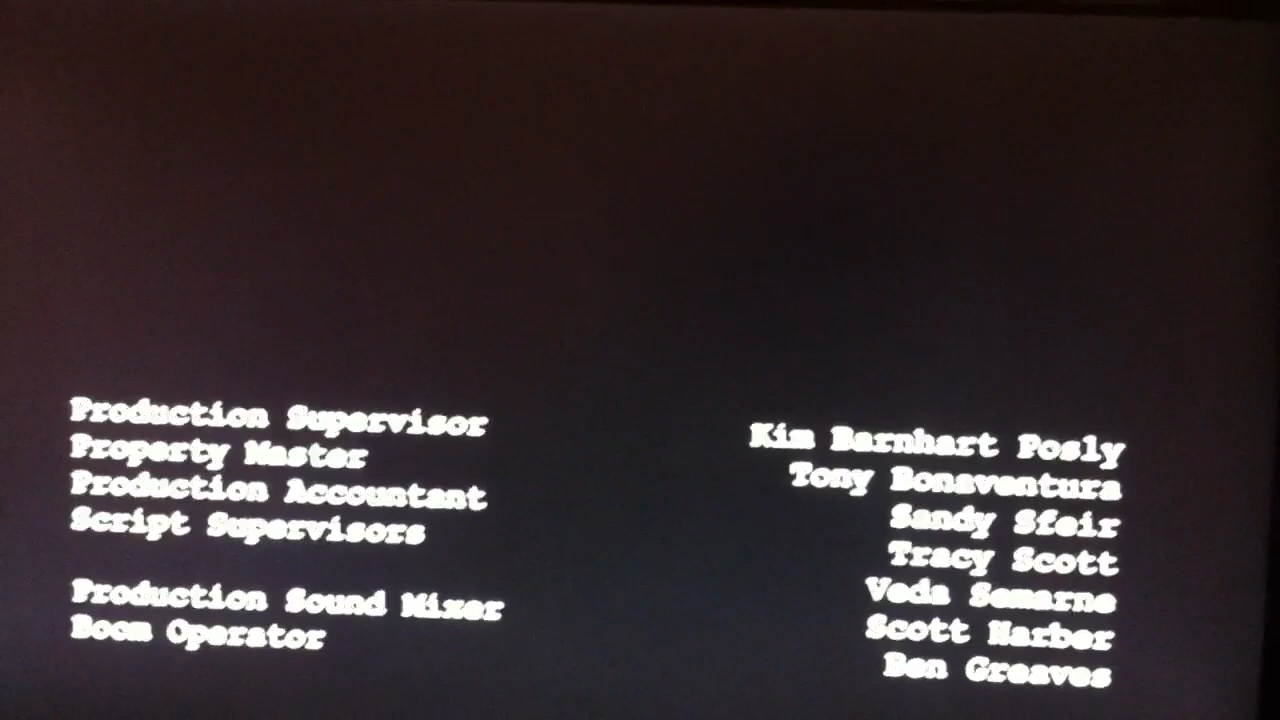 Production Supervisor Kim Barnhart Posly
Property Master Tony Bonaventura
Production Accountant Sandy Sfeir
Script Supervisors Tracy Scott
Veda Semarne
Production Sound Mixer Scott Harber
Boom Operator Ben Greaves